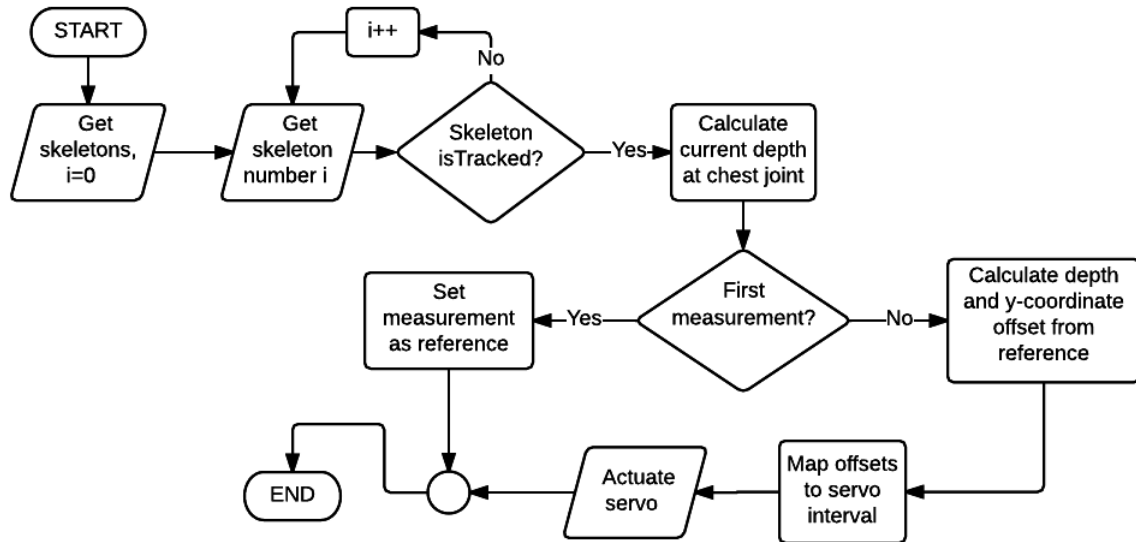 START
i++
No
Get
skeletons,
i=0
Get
skeleton
number i
Skeleton
isTracked?
Yes
Calculate
current depth
at chest joint
Set
measurement
as reference
Yes
First
measurement?
No
Calculate depth
and y-coordinate
offset from
reference
END
Actuate
servo
Map offsets
to servo
interval